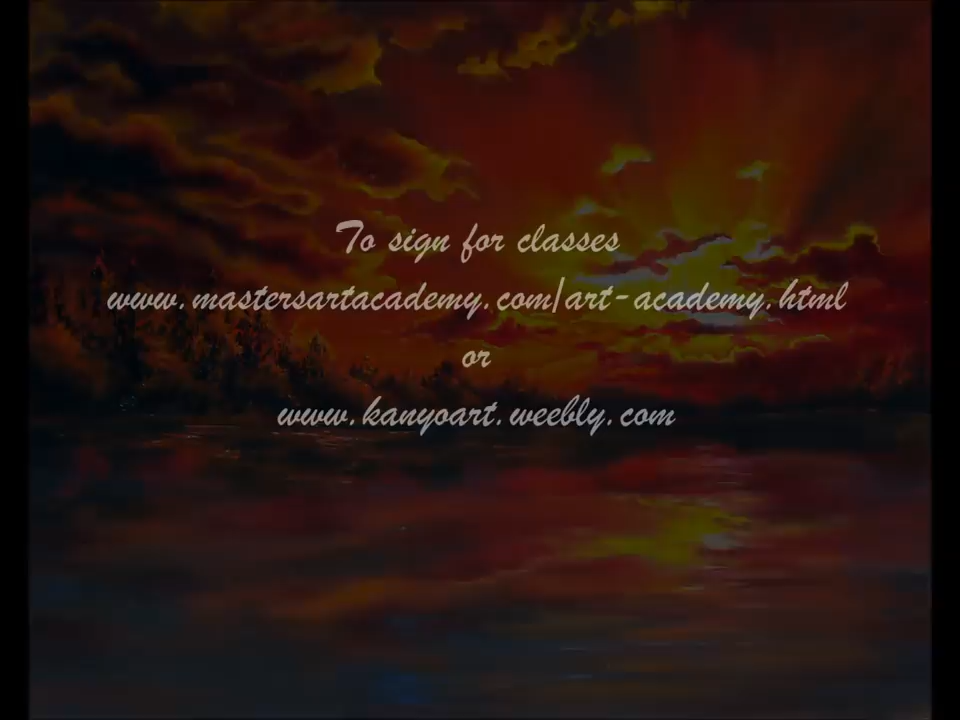 To sign for classes
www.mastersartacademy.com/art-academy.html
or
www.kanyoart.weebly.com